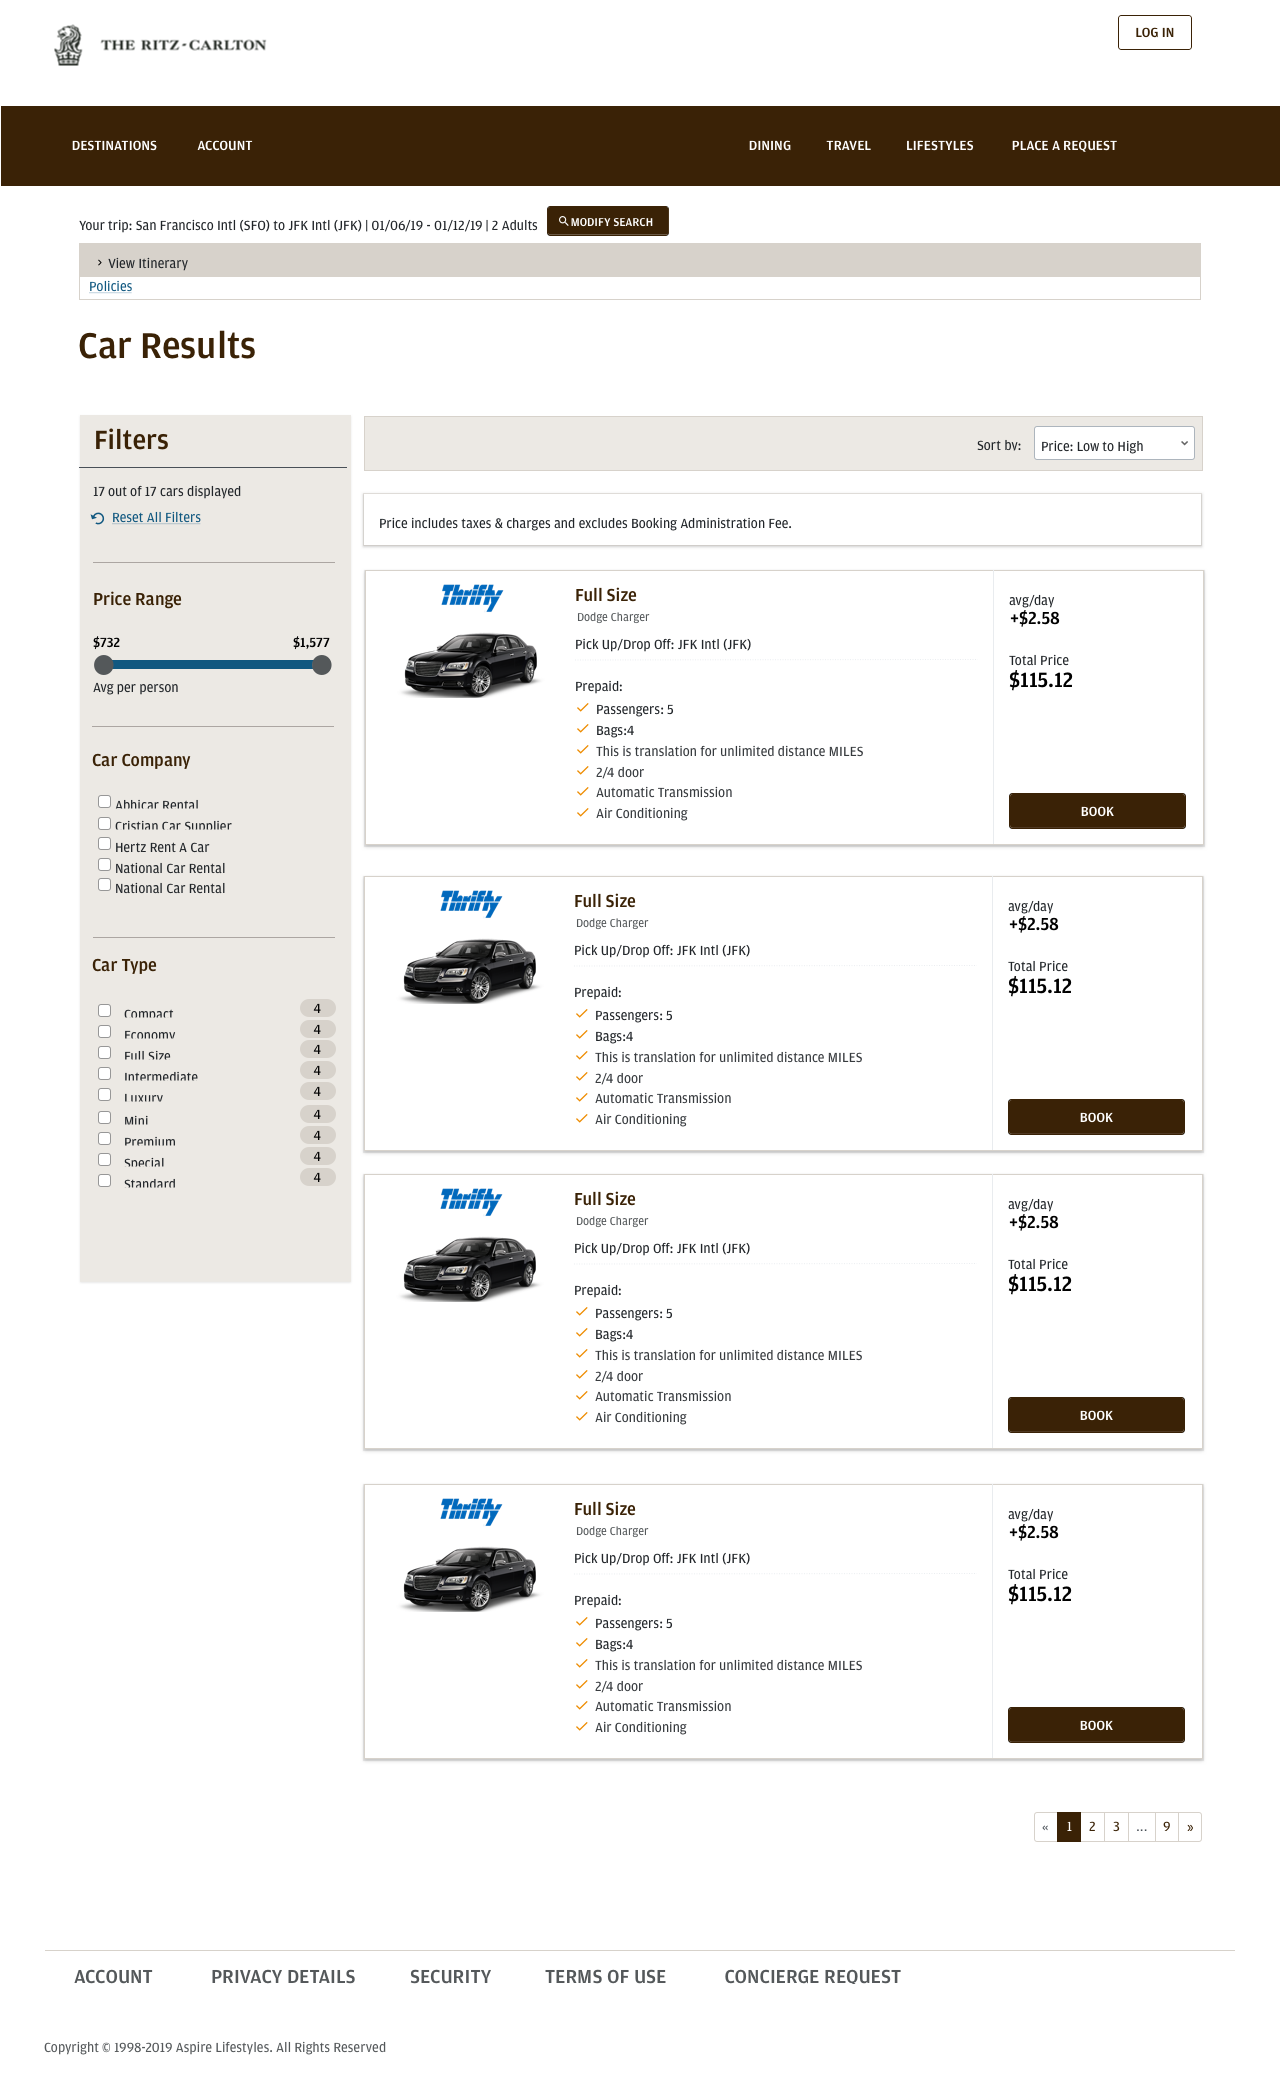 THE RITZ-CARLTON
LOG IN
DESTINATIONS ACCOUNT DINING TRAVEL LIFESTYLES PLACE A REQUEST
Your trip: San Francisco Intl (SFO) to JFK Intl (JFK) | 01/06/19 - 01/12/19 | 2 Adults MODIFY SEARCH
› View Itinerary
Policies
Car Results
Filters
17 out of 17 cars displayed
Reset All Filters
Price Range
$732 $1,577
Avg per person
Car Company
Abhicar Rental
Cristian Car Supplier
Hertz Rent A Car
National Car Rental
National Car Rental
Car Type
Compact 4
Economy 4
Full Size 4
Intermediate 4
Luxury 4
Mini 4
Premium 4
Special 4
Standard 4
Sort by: Price: Low to High
Price includes taxes & charges and excludes Booking Administration Fee.
Thrifty
Full Size
Dodge Charger
Pick Up/Drop Off: JFK Intl (JFK)
Prepaid:
Passengers: 5
Bags:4
This is translation for unlimited distance MILES
2/4 door
Automatic Transmission
Air Conditioning
avg/day
+$2.58
Total Price
$115.12
BOOK
Thrifty
Full Size
Dodge Charger
Pick Up/Drop Off: JFK Intl (JFK)
Prepaid:
Passengers: 5
Bags:4
This is translation for unlimited distance MILES
2/4 door
Automatic Transmission
Air Conditioning
avg/day
+$2.58
Total Price
$115.12
BOOK
Thrifty
Full Size
Dodge Charger
Pick Up/Drop Off: JFK Intl (JFK)
Prepaid:
Passengers: 5
Bags:4
This is translation for unlimited distance MILES
2/4 door
Automatic Transmission
Air Conditioning
avg/day
+$2.58
Total Price
$115.12
BOOK
Thrifty
Full Size
Dodge Charger
Pick Up/Drop Off: JFK Intl (JFK)
Prepaid:
Passengers: 5
Bags:4
This is translation for unlimited distance MILES
2/4 door
Automatic Transmission
Air Conditioning
avg/day
+$2.58
Total Price
$115.12
BOOK
« 1 2 3 ... 9 »
ACCOUNT PRIVACY DETAILS SECURITY TERMS OF USE CONCIERGE REQUEST
Copyright © 1998-2019 Aspire Lifestyles. All Rights Reserved